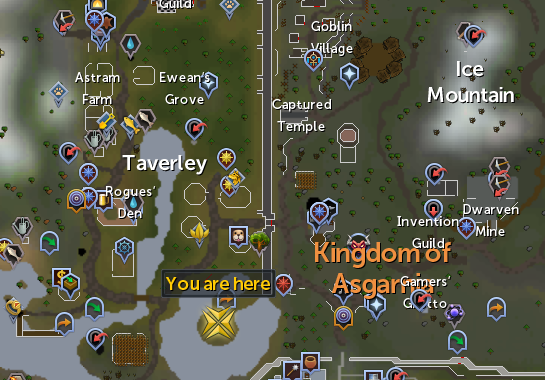 Guild
Goblin
Village
Astram
Farm
Ewean's
Grove
Ice
Mountain
Captured
Temple
Taverley
Rogues'
Den
Dwarven
Mine
Invention
Guild
Kingdom of
Asgarnia
Gamers'
Grotto
You are here